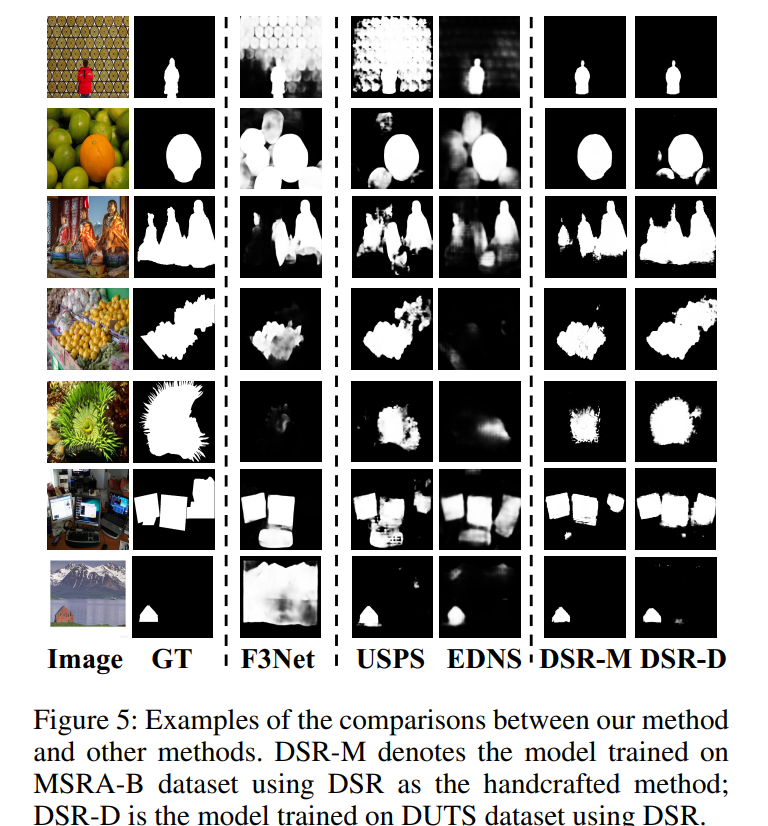 Image GT F3Net USPS EDNS DSR-M DSR-D
Figure 5: Examples of the comparisons between our method
and other methods. DSR-M denotes the model trained on
MSRA-B dataset using DSR as the handcrafted method;
DSR-D is the model trained on DUTS dataset using DSR.